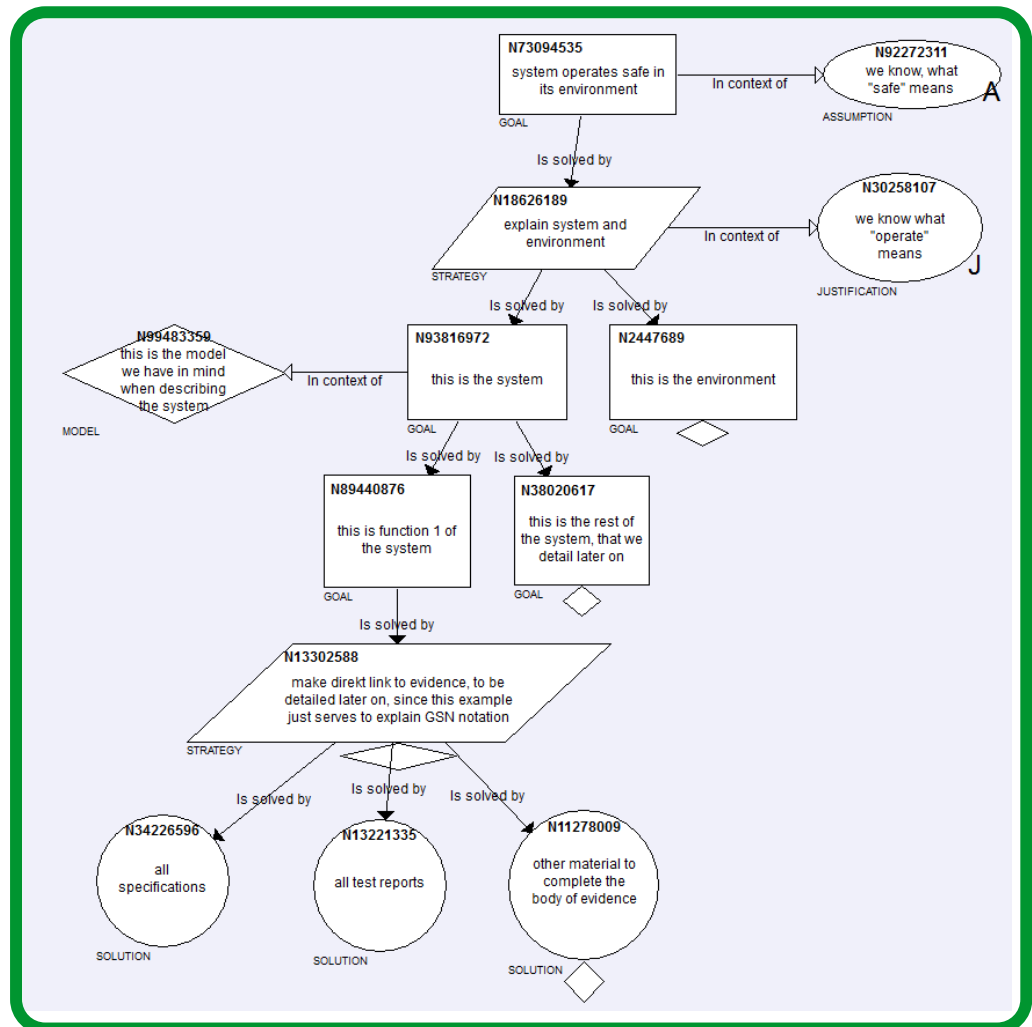 N73094535
system operates safe in
its environment
GOAL
In context of
N92272311
we know, what
"safe" means
A
ASSUMPTION
Is solved by
N18626189
explain system and
environment
STRATEGY
In context of
N30258107
we know what
"operate"
means
J
JUSTIFICATION
Is solved by
Is solved by
N99483359
this is the model
we have in mind
when describing
the system
MODEL
In context of
N93816972
this is the system
GOAL
N2447689
this is the environment
GOAL
Is solved by
Is solved by
N89440876
this is function 1 of
the system
GOAL
N38020617
this is the rest of
the system, that we
detail later on
GOAL
Is solved by
N13302588
make direkt link to evidence, to be
detailed later on, since this example
just serves to explain GSN notation
STRATEGY
Is solved by
Is solved by
Is solved by
N34226596
all
specifications
SOLUTION
N13221335
all test reports
SOLUTION
N11278009
other material to
complete the
body of evidence
SOLUTION